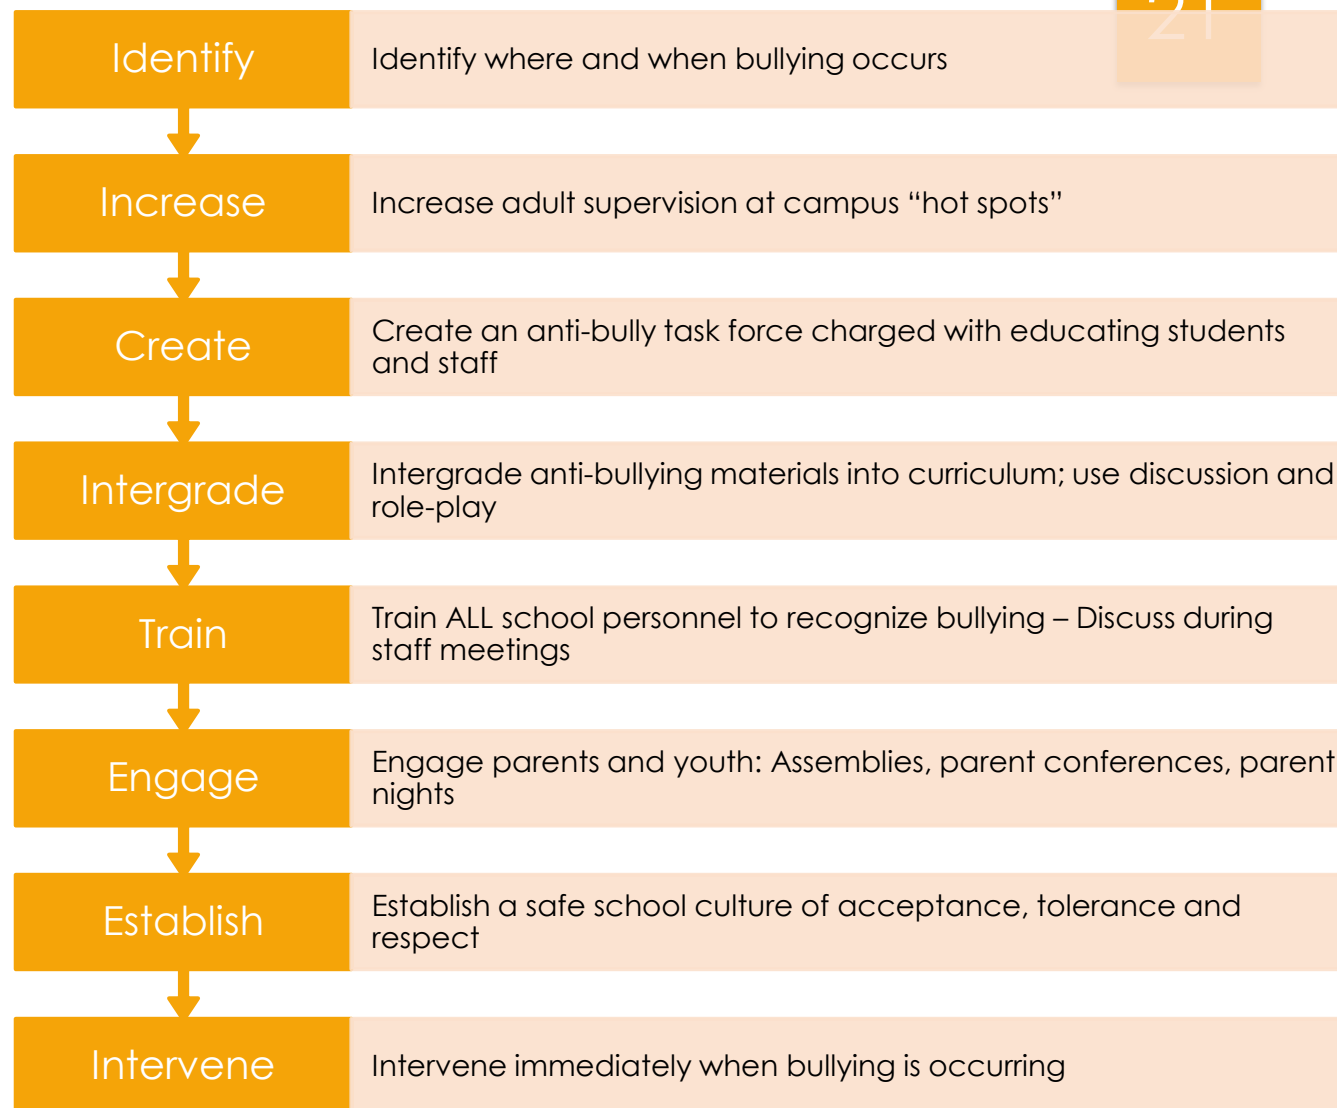 21
Identify
Identify where and when bullying occurs
Increase
Increase adult supervision at campus “hot spots”
Create
Create an anti-bully task force charged with educating students
and staff
Intergrade
Intergrade anti-bullying materials into curriculum; use discussion and
role-play
Train
Train ALL school personnel to recognize bullying – Discuss during
staff meetings
Engage
Engage parents and youth: Assemblies, parent conferences, parent
nights
Establish
Establish a safe school culture of acceptance, tolerance and
respect
Intervene
Intervene immediately when bullying is occurring